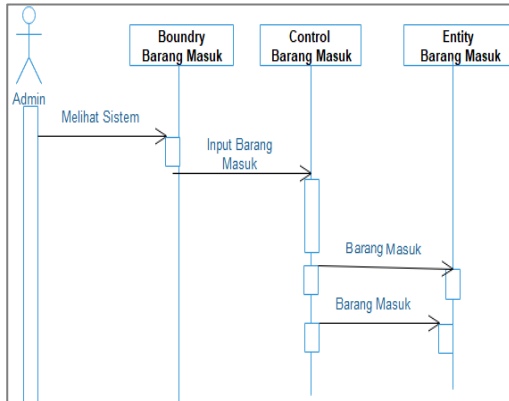 Boundry
Barang Masuk
Control
Barang Masuk
Entity
Barang Masuk
Admin
Melihat Sistem
Input Barang
Masuk
Barang Masuk
Barang Masuk